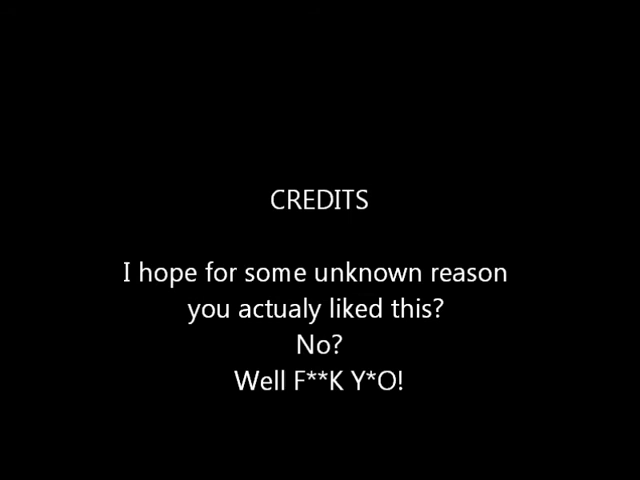 CREDITS
I hope for some unknown reason
you actualy liked this?
No?
Well F**K Y*O!